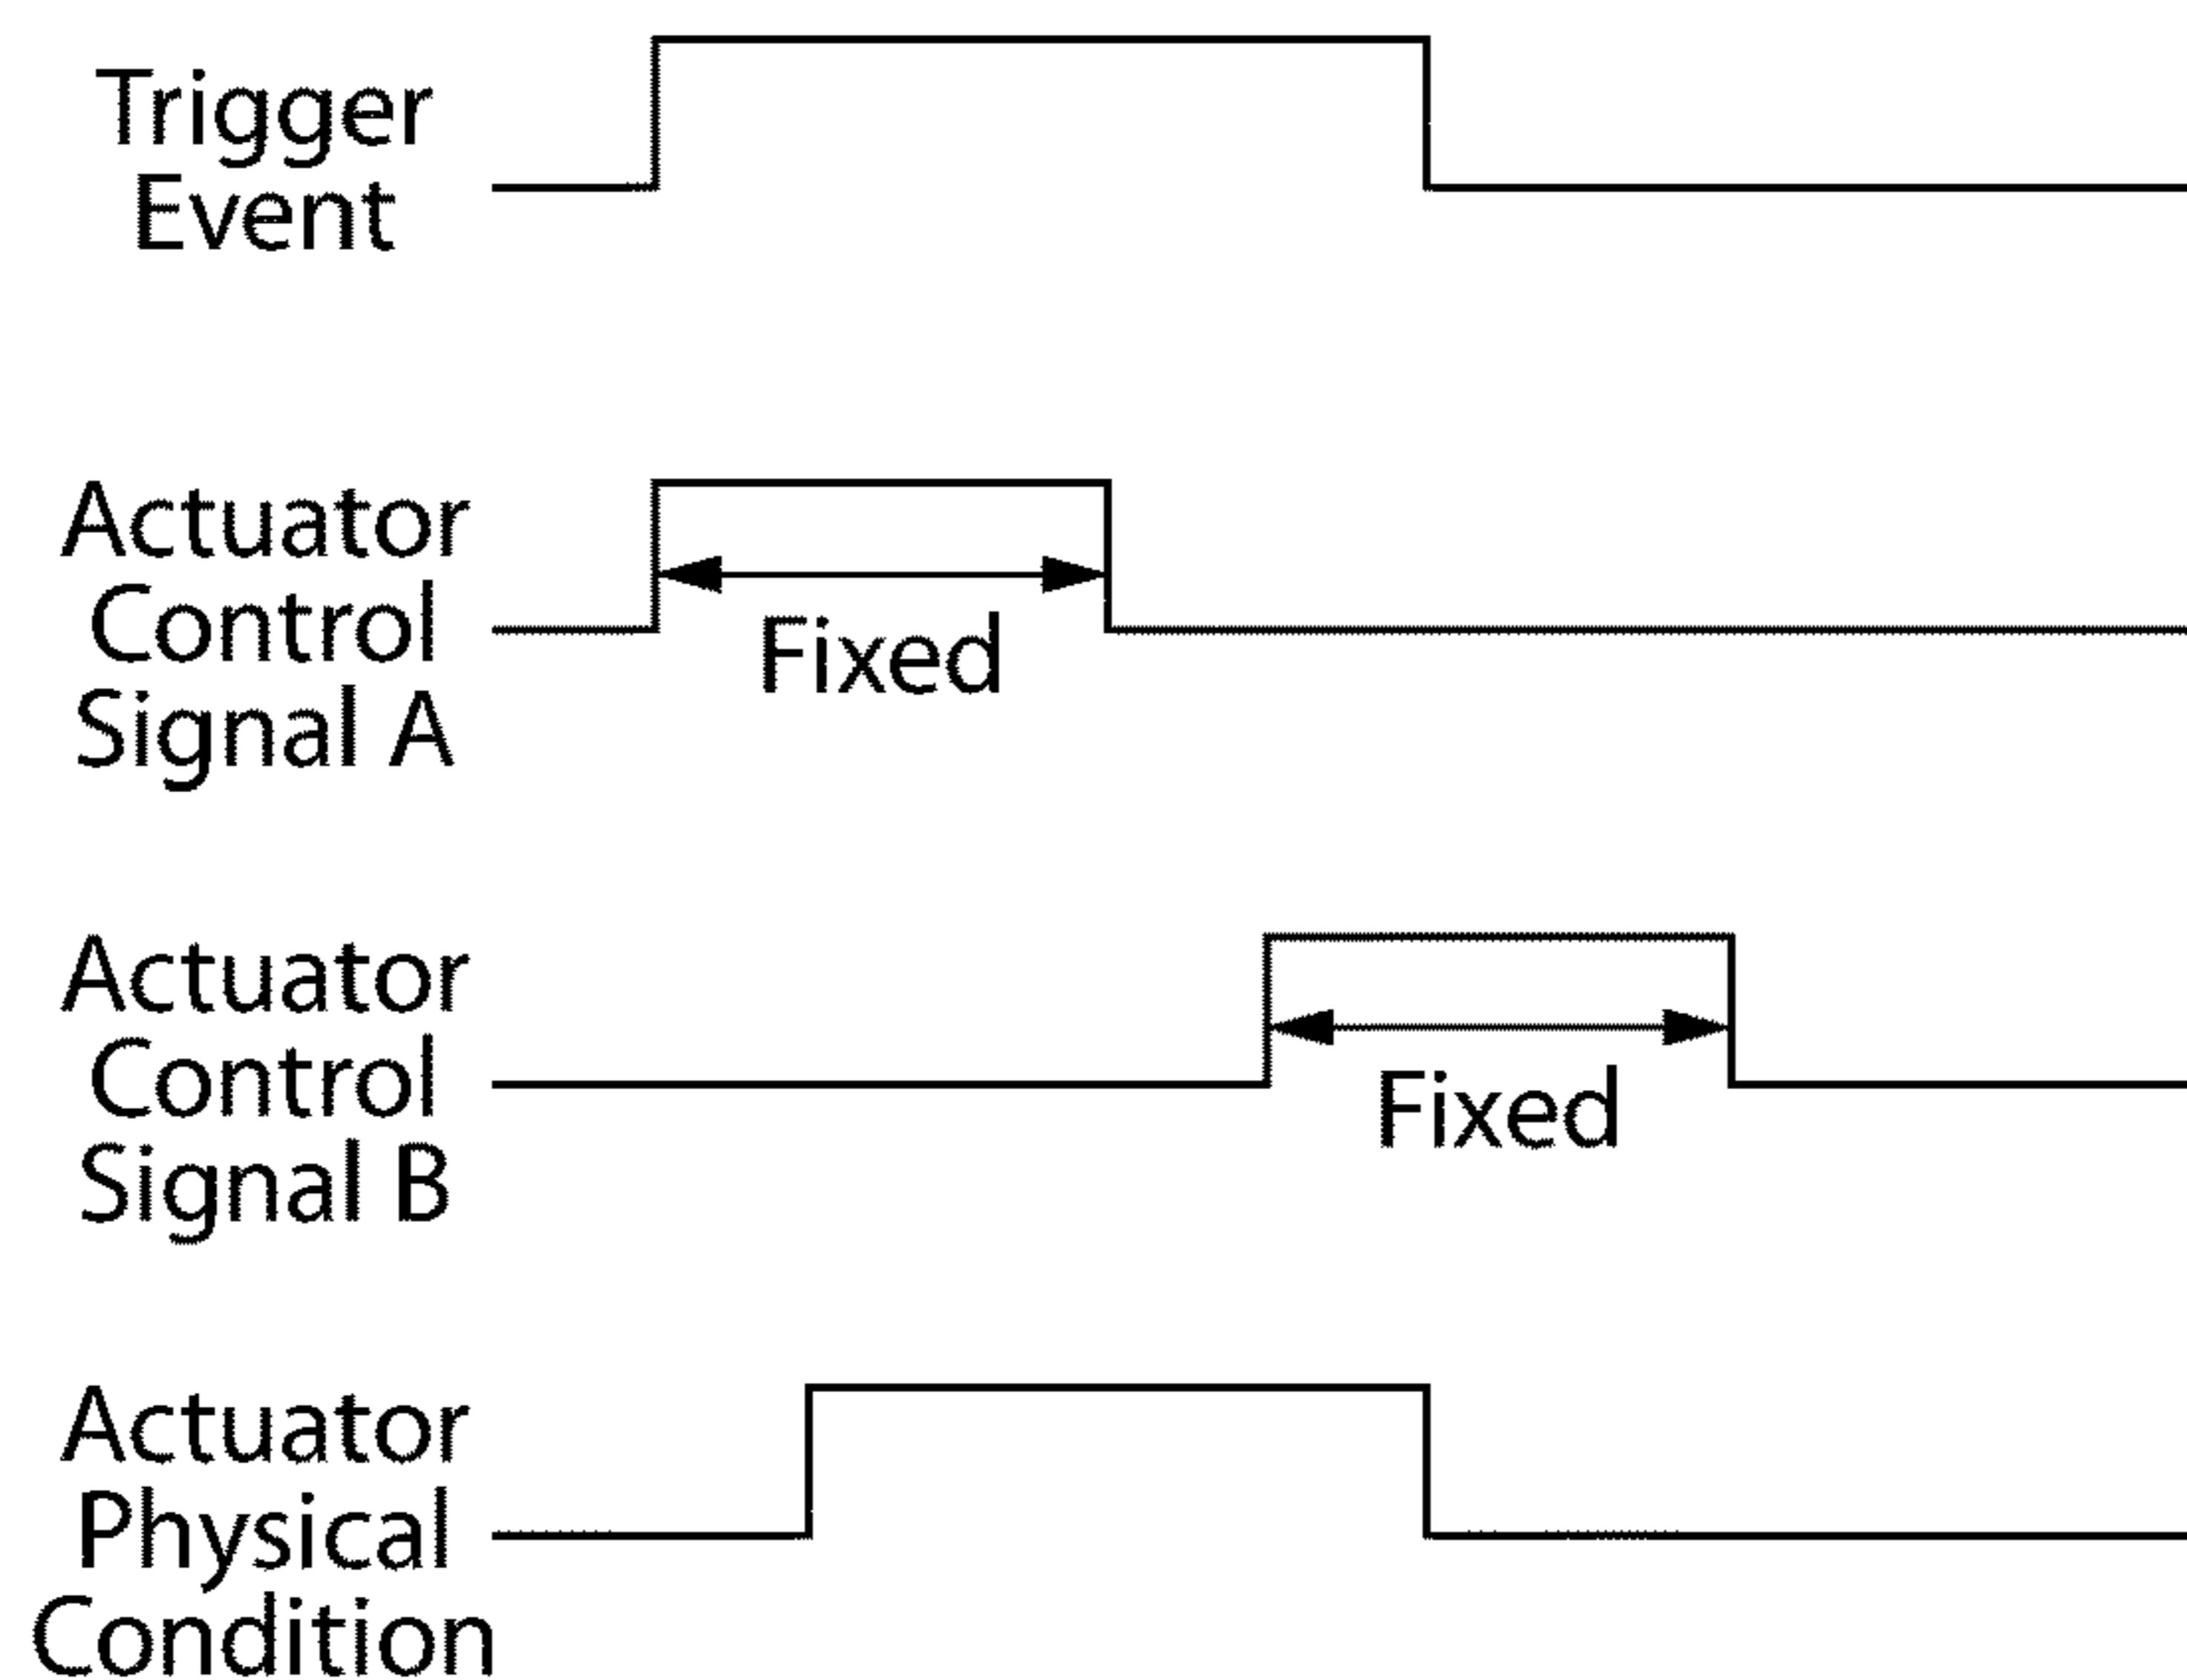 Trigger
Event
Actuator
Control
Signal A
Fixed
Actuator
Control
Signal B
Fixed
Actuator
Physical
Condition